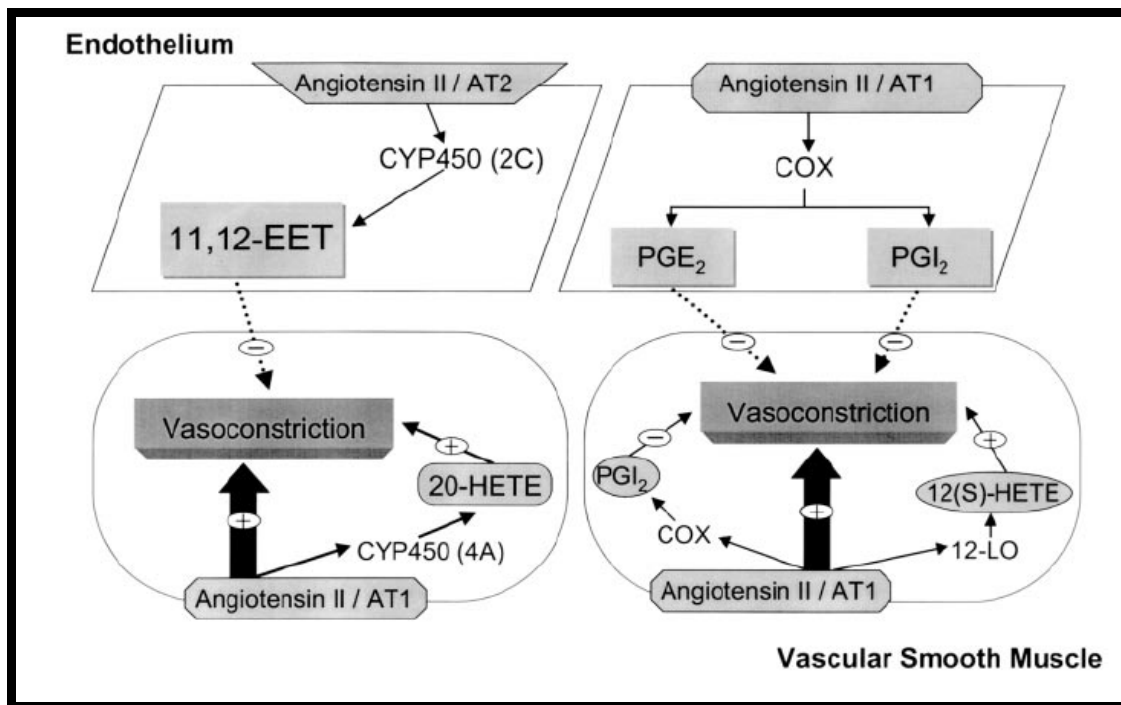 Endothelium
Angiotensin II / AT2
CYP450 (2C)
11,12-EET
Angiotensin II / AT1
COX
PGE₂
PGI₂
−
Vasoconstriction
+
20-HETE
+
CYP450 (4A)
Angiotensin II / AT1
−
−
Vasoconstriction
−
PGI₂
+
12(S)-HETE
+
COX
12-LO
Angiotensin II / AT1
Vascular Smooth Muscle